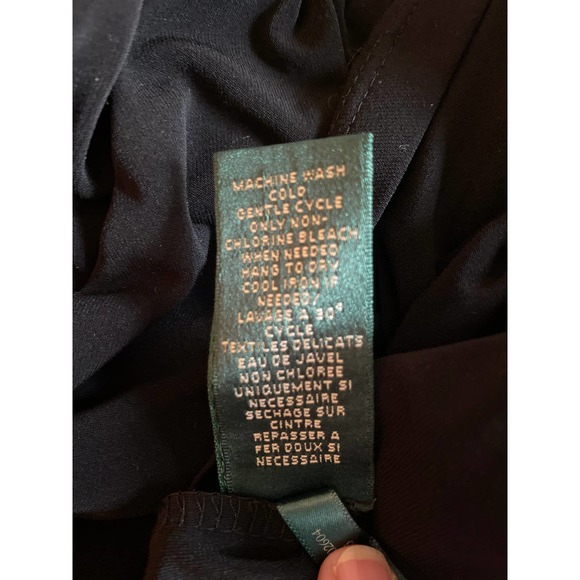 MACHINE WASH
COLD
GENTLE CYCLE
ONLY NON-
CHLORINE BLEACH
WHEN NEEDED
HANG TO DRY
COOL IRON IF
NEEDED/
LAVAGE A 30°
CYCLE
TEXTILES DELICATS
EAU DE JAVEL
NON CHLOREE
UNIQUEMENT SI
NECESSAIRE
SECHAGE SUR
CINTRE
REPASSER A
FER DOUX SI
NECESSAIRE
02604